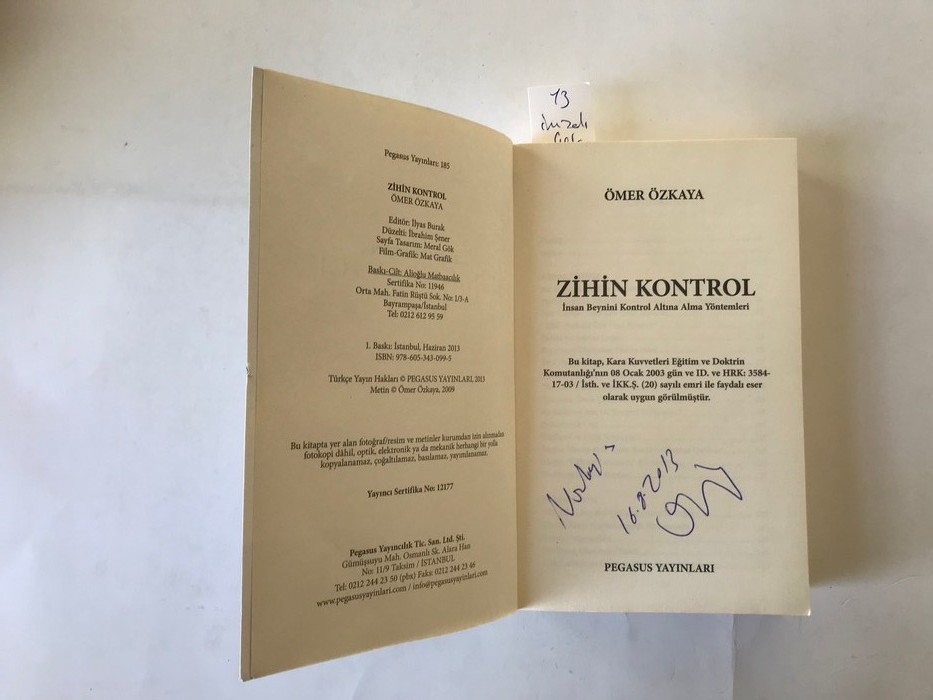 Pegasus Yayınları: 185
ZİHİN KONTROL
ÖMER ÖZKAYA
Editör: İlyas Burak
Düzelti: İbrahim Şener
Sayfa Tasarım: Meral Gök
Film-Grafik: Mat Grafik
Baskı-Cilt: Alioğlu Matbaacılık
Sertifika No: 11946
Orta Mah. Fatin Rüştü Sok. No: 1/3-A
Bayrampaşa/İstanbul
Tel: 0212 612 95 59
1. Baskı: İstanbul, Haziran 2013
ISBN: 978-605-343-099-5
Türkçe Yayın Hakları © PEGASUS YAYINLARI, 2013
Metin © Ömer Özkaya, 2009
Bu kitapta yer alan fotoğraf/resim ve metinler kurumdan izin alınmadan
fotokopi dâhil, optik, elektronik ya da mekanik herhangi bir yolla
kopyalanamaz, çoğaltılamaz, basılamaz, yayımlanamaz.
Yayıncı Sertifika No: 12177
Pegasus Yayıncılık Tic. San. Ltd. Şti.
Gümüşsuyu Mah. Osmanlı Sk. Alara Han
No: 11/9 Taksim / İSTANBUL
Tel: 0212 244 23 50 (pbx) Faks: 0212 244 23 46
www.pegasusyayinlari.com / info@pegasusyayinlari.com
13
imzalı
ÖMER ÖZKAYA
ZİHİN KONTROL
İnsan Beynini Kontrol Altına Alma Yöntemleri
Bu kitap, Kara Kuvvetleri Eğitim ve Doktrin
Komutanlığı'nın 08 Ocak 2003 gün ve ID. ve HRK: 3584-
17-03 / İsth. ve İKK.Ş. (20) sayılı emri ile faydalı eser
olarak uygun görülmüştür.
16.8.2013
PEGASUS YAYINLARI